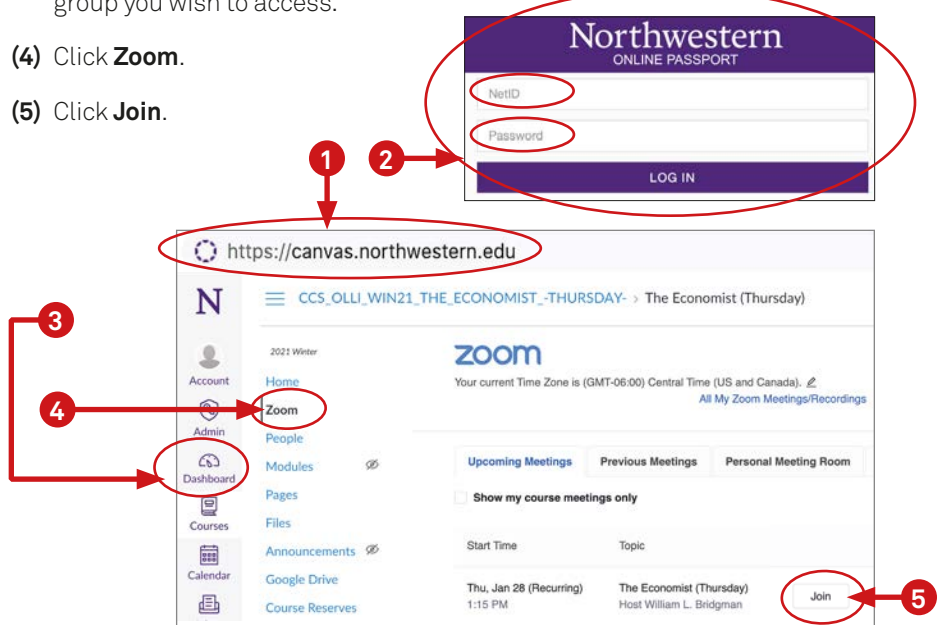 group you wish to access.
(4) Click Zoom.
(5) Click Join.
Northwestern
ONLINE PASSPORT
NetID
Password
LOG IN
1
2
https://canvas.northwestern.edu
N
CCS_OLLI_WIN21_THE_ECONOMIST_-THURSDAY- > The Economist (Thursday)
3
4
Account
Admin
Dashboard
Courses
Calendar
2021 Winter
Home
Zoom
People
Modules
Pages
Files
Announcements
Google Drive
Course Reserves
zoom
Your current Time Zone is (GMT-06:00) Central Time (US and Canada).
All My Zoom Meetings/Recordings
Upcoming Meetings Previous Meetings Personal Meeting Room
Show my course meetings only
Start Time Topic
Thu, Jan 28 (Recurring) The Economist (Thursday)
1:15 PM Host William L. Bridgman
Join
5